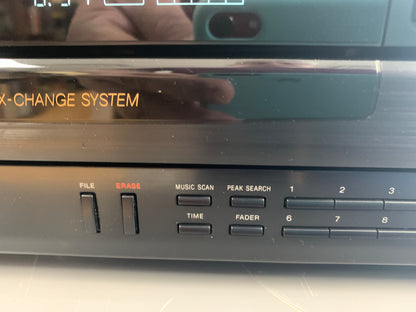 X-CHANGE SYSTEM
FILE ERASE MUSIC SCAN PEAK SEARCH 1 2 3
TIME FADER 6 7 8